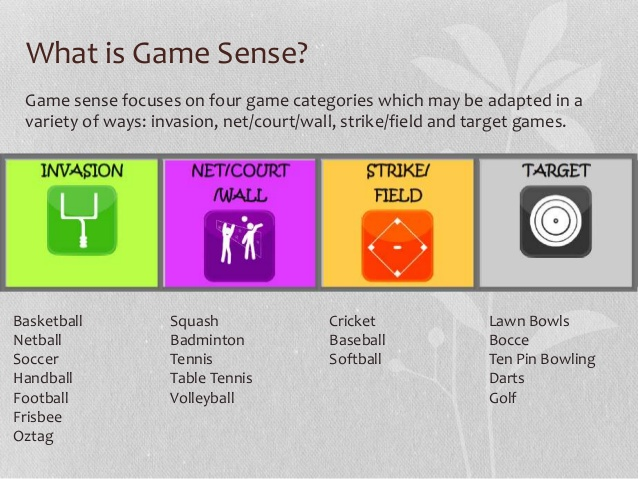 What is Game Sense?
Game sense focuses on four game categories which may be adapted in a
variety of ways: invasion, net/court/wall, strike/field and target games.
INVASION
NET/COURT
/WALL
STRIKE/
FIELD
TARGET
Basketball
Netball
Soccer
Handball
Football
Frisbee
Oztag
Squash
Badminton
Tennis
Table Tennis
Volleyball
Cricket
Baseball
Softball
Lawn Bowls
Bocce
Ten Pin Bowling
Darts
Golf